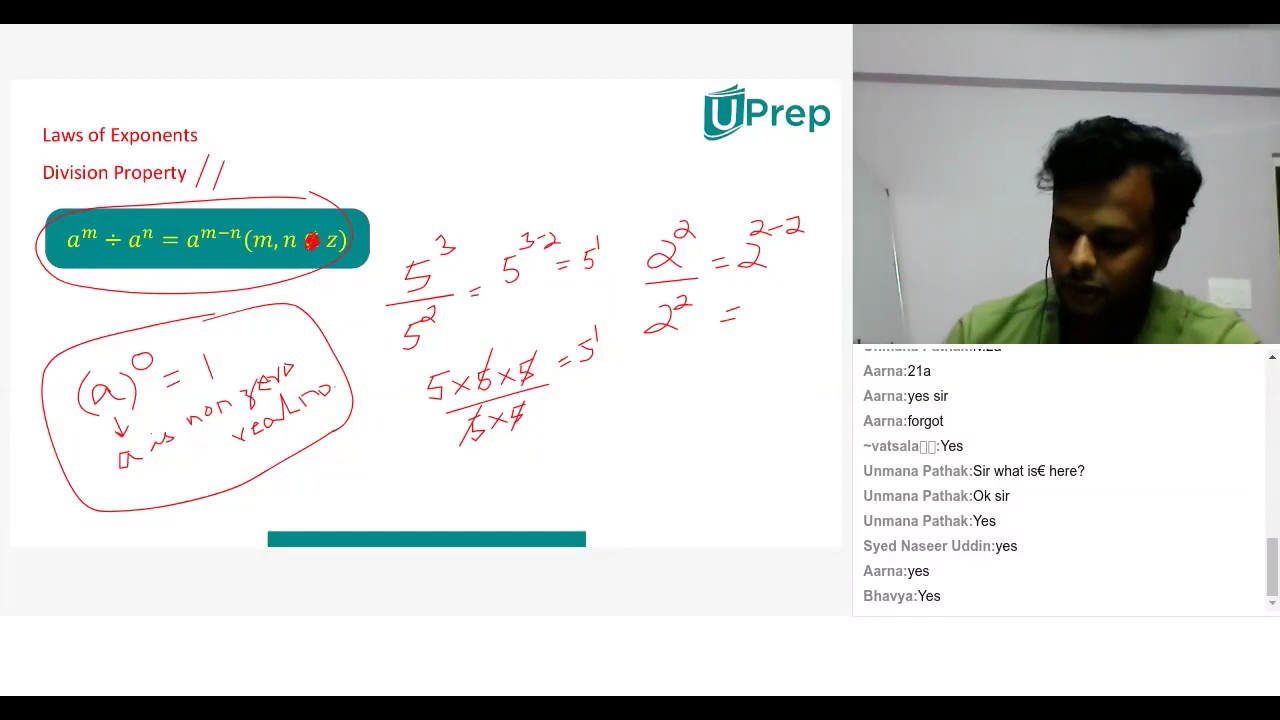 UPrep
Laws of Exponents
Division Property //
a^m ÷ a^n = a^{m−n}(m, n z)
5^3/5^2 = 5^{3-2} = 5^1
2^2/2^2 = 2^{2-2}
=
(a)^0 = 1
a is non zero
real no.
5×5×5/5×5 = 5^1
Aarna:21a
Aarna:yes sir
Aarna:forgot
~vatsala▯▯:Yes
Unmana Pathak:Sir what is€ here?
Unmana Pathak:Ok sir
Unmana Pathak:Yes
Syed Naseer Uddin:yes
Aarna:yes
Bhavya:Yes